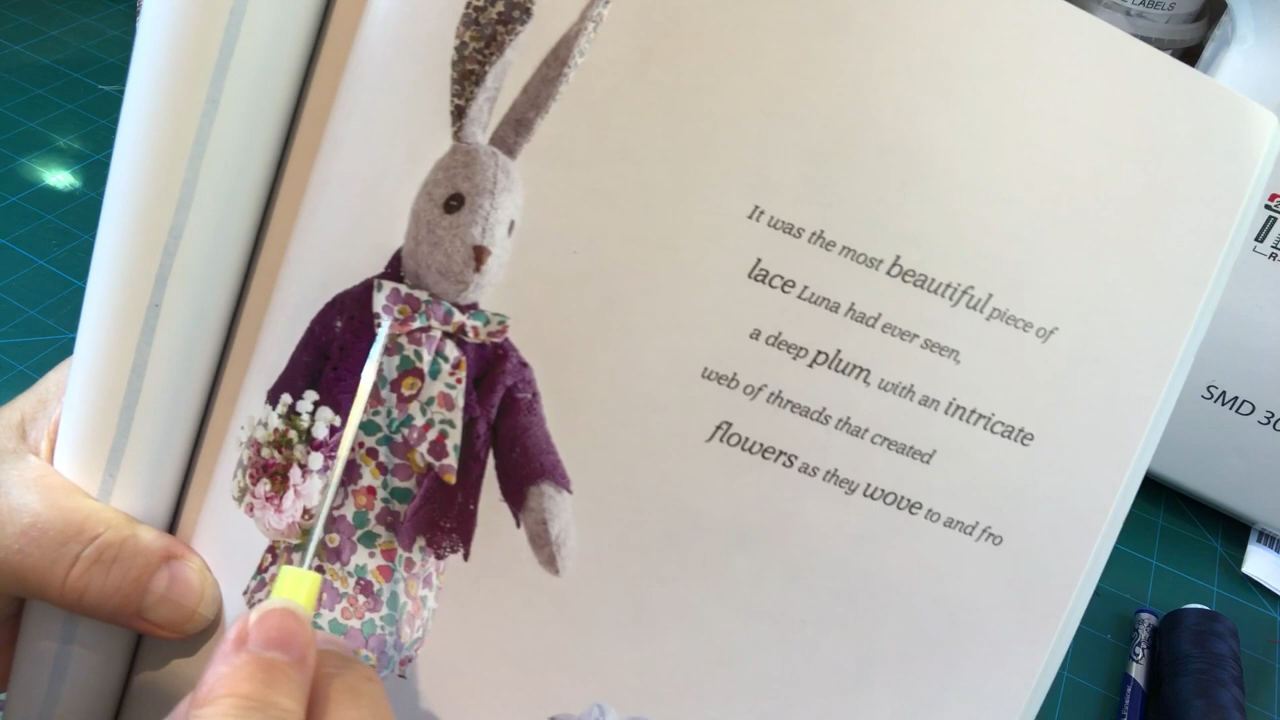 LABELS
It was the most beautiful piece of
lace Luna had ever seen,
a deep plum, with an intricate
web of threads that created
flowers as they wove to and fro
SMD 30